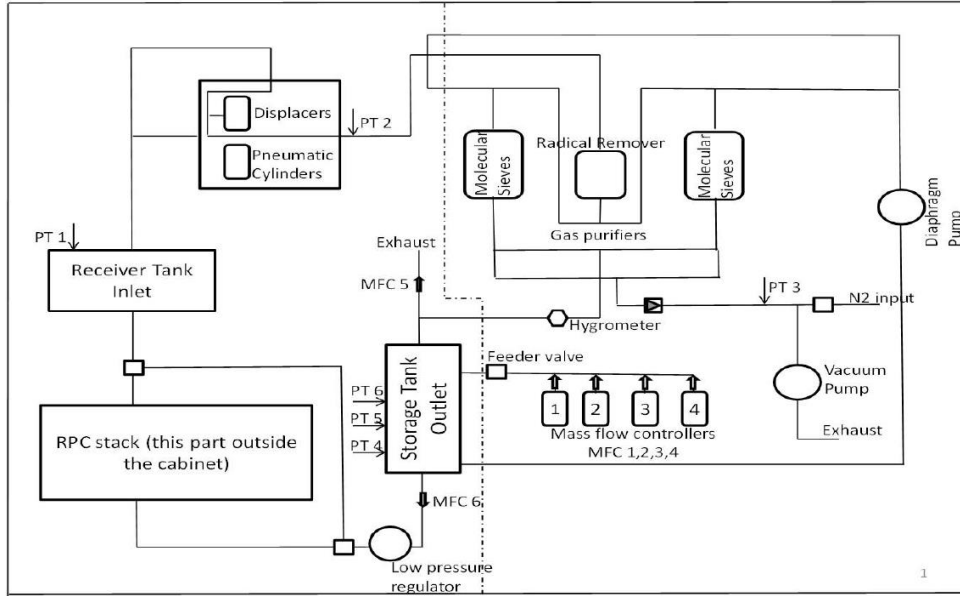 Displacers
Pneumatic
Cylinders
PT 2
Molecular
Sieves
Radical Remover
Molecular
Sieves
Diaphragm
Pump
PT 1
Receiver Tank
Inlet
Exhaust
MFC 5
Gas purifiers
Hygrometer
PT 3
N2 input
Vacuum
Pump
Exhaust
Feeder valve
1
2
3
4
Mass flow controllers
MFC 1,2,3,4
PT 6
PT 5
PT 4
Storage Tank
Outlet
RPC stack (this part outside
the cabinet)
MFC 6
Low pressure
regulator
1